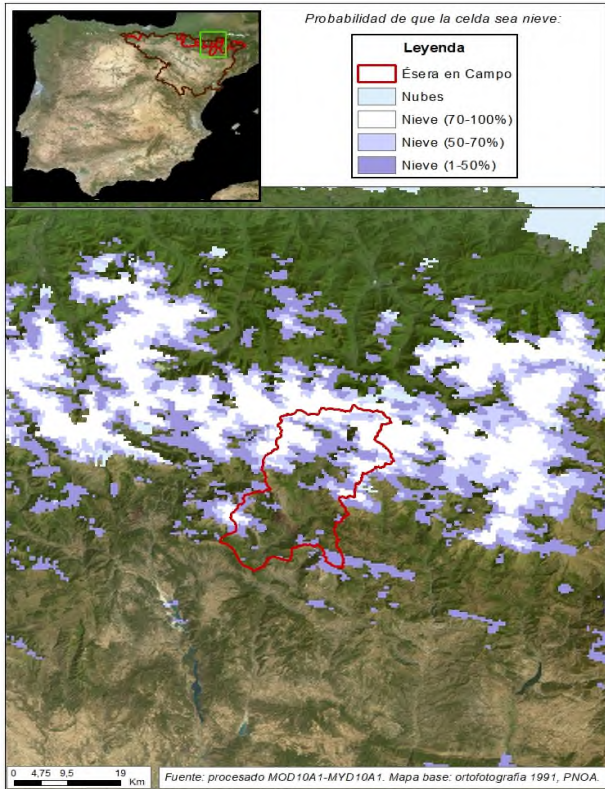 Probabilidad de que la celda sea nieve:
Leyenda
Ésera en Campo
Nubes
Nieve (70-100%)
Nieve (50-70%)
Nieve (1-50%)
0 4,75 9,5 19
Km
Fuente: procesado MOD10A1-MYD10A1. Mapa base: ortofotografía 1991, PNOA.